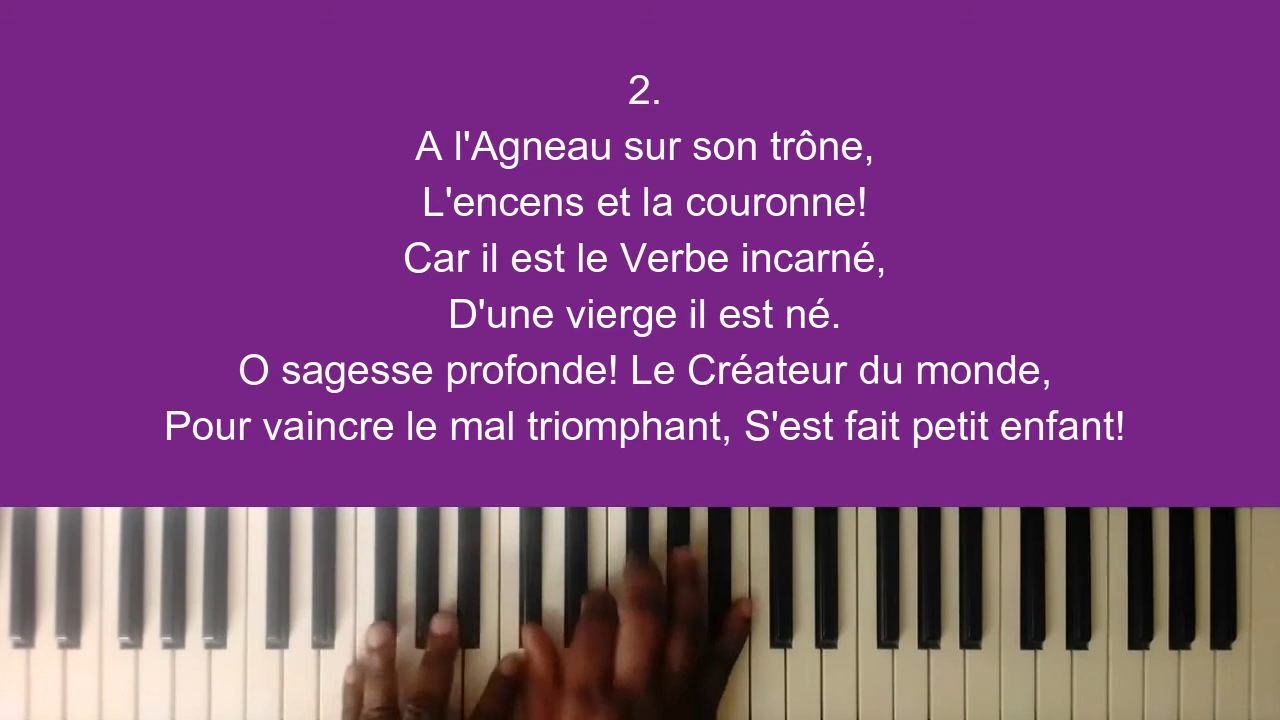 2.
A l'Agneau sur son trône,
L'encens et la couronne!
Car il est le Verbe incarné,
D'une vierge il est né.
O sagesse profonde! Le Créateur du monde,
Pour vaincre le mal triomphant, S'est fait petit enfant!